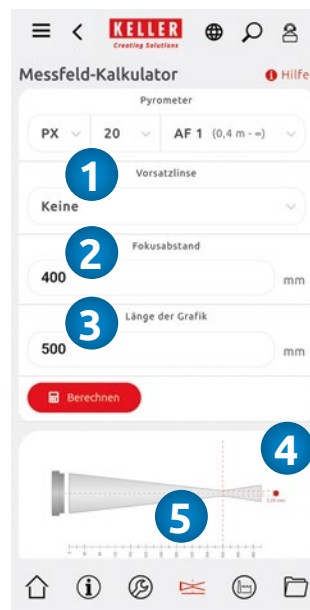 KELLER
Creating Solutions
Messfeld-Kalkulator
Hilfe
Pyrometer
PX 20 AF 1 (0,4 m - ∞)
1
Vorsatzlinse
Keine
2
Fokusabstand
400 mm
3
Länge der Grafik
500 mm
Berechnen
4
5